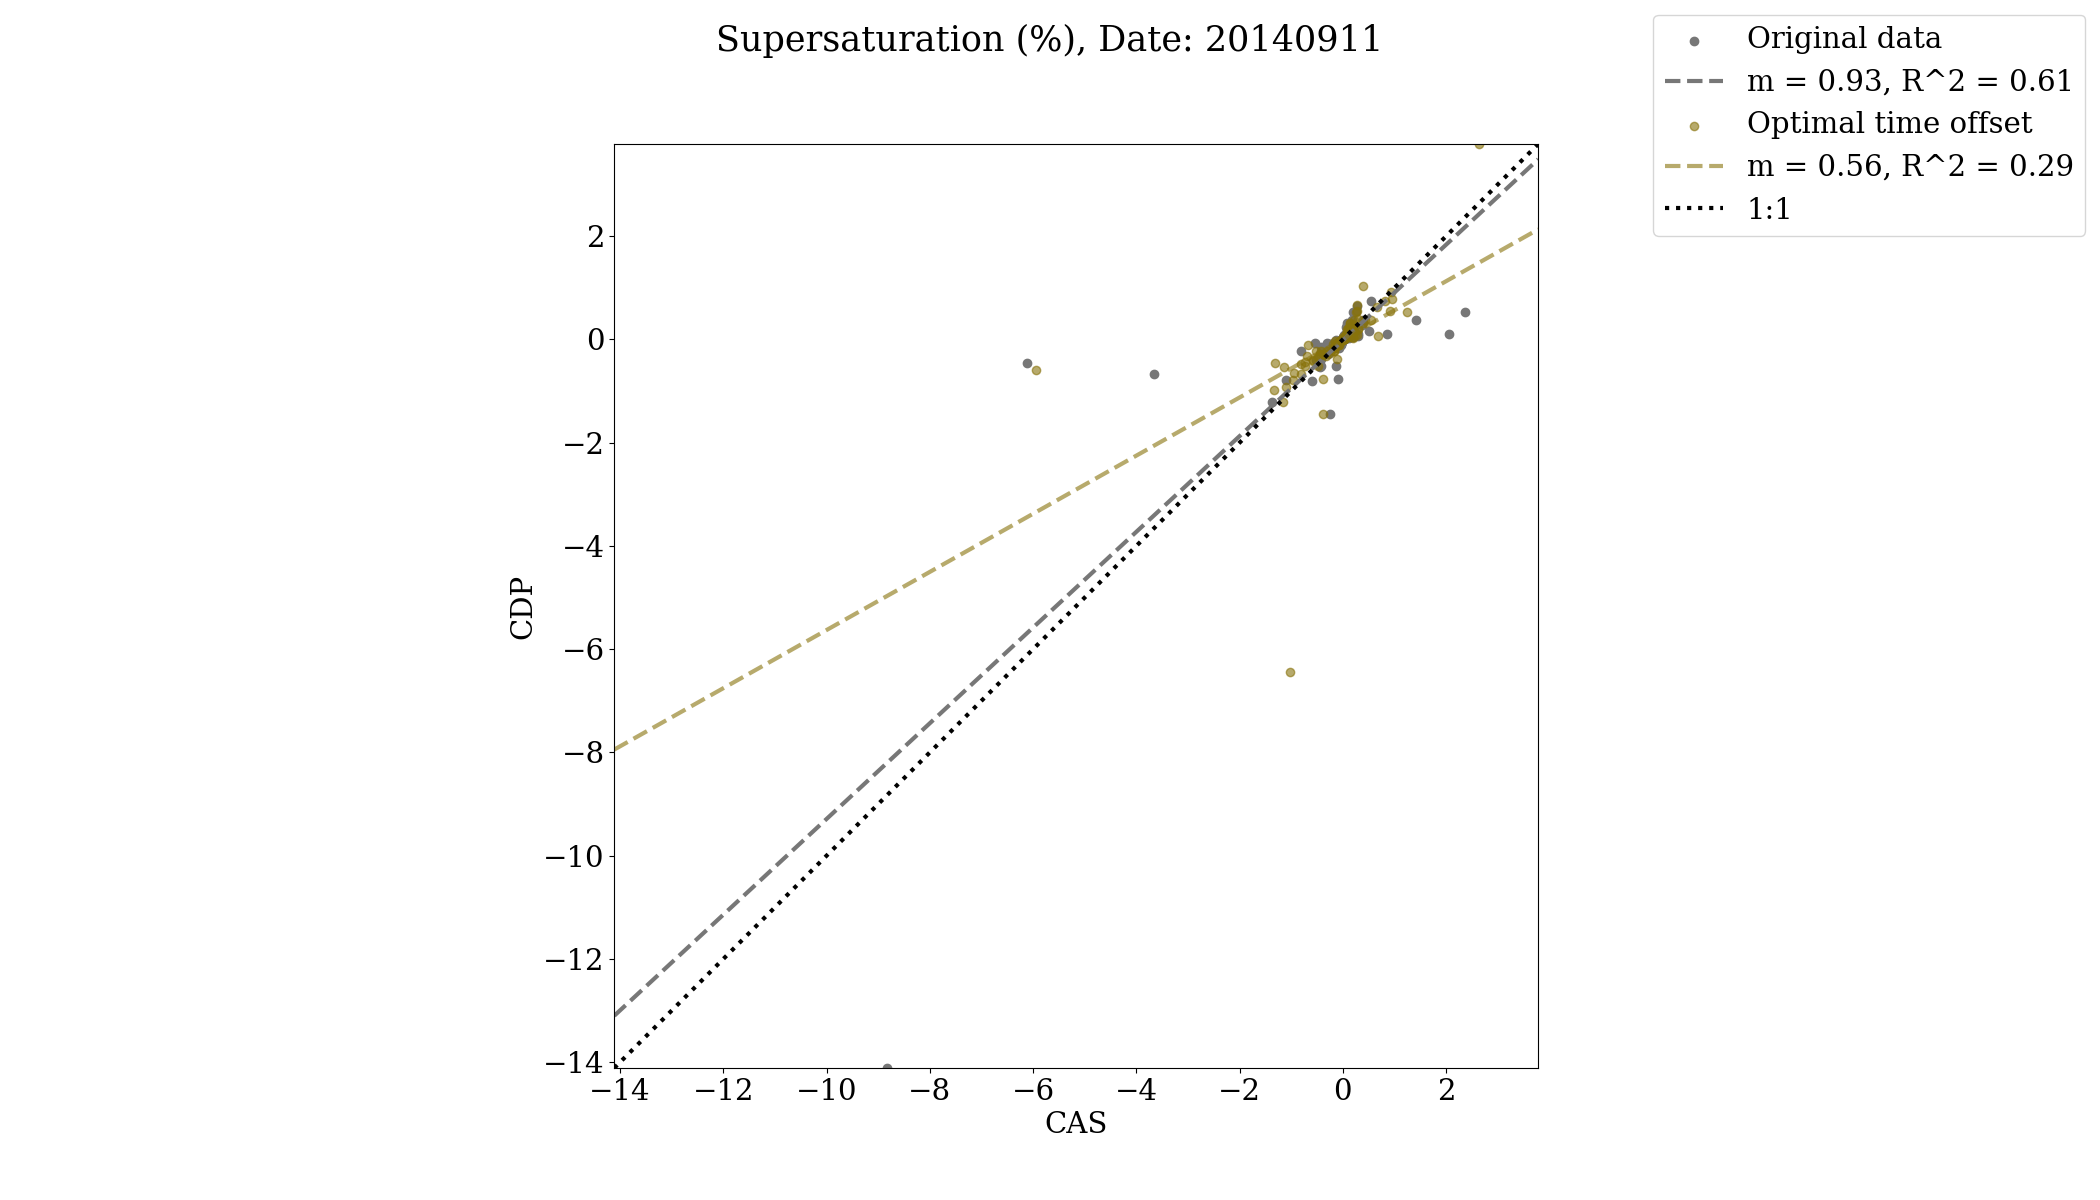 Supersaturation (%), Date: 20140911
Original data
m = 0.93, R^2 = 0.61
Optimal time offset
m = 0.56, R^2 = 0.29
1:1
2
0
−2
−4
−6
−8
−10
−12
−14
CDP
−14 −12 −10 −8 −6 −4 −2 0 2
CAS